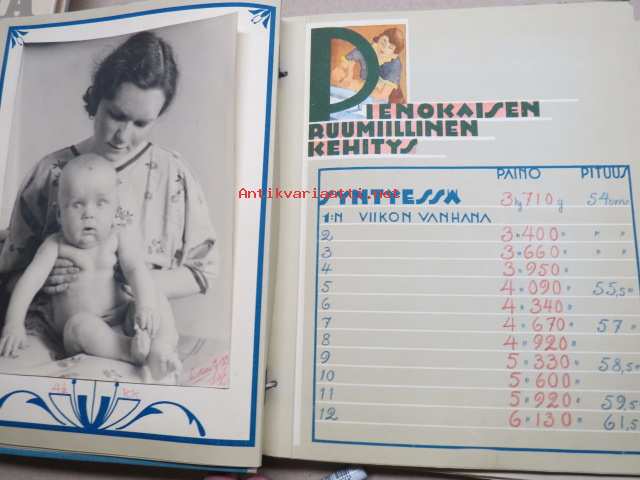 PIENOKAISEN
RUUMIILLINEN
KEHITYS
PAINO PITUUS
SYNTYESSÄ 3 kg 710 g 54 cm
1:N VIIKON VANHANA
2 3 " 400 " " "
3 3 " 660 " " "
4 3 " 950 "
5 4 " 090 " 55,5 "
6 4 " 340 "
7 4 " 670 " 57 "
8 4 " 920 "
9 5 " 330 " 58,5 "
10 5 " 600 "
11 5 " 920 " 59,5
12 6 " 130 " 61,5
Antikvariaatti.net